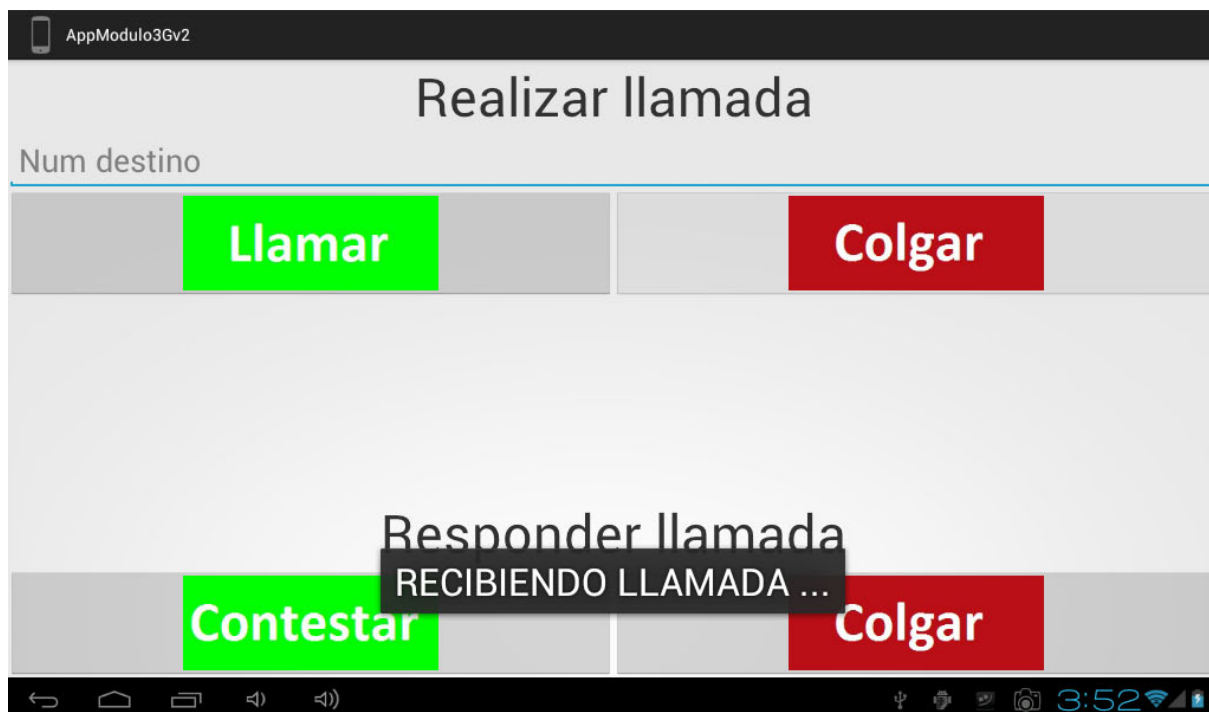 AppModulo3Gv2
Realizar llamada
Num destino
Llamar
Colgar
Responder llamada
RECIBIENDO LLAMADA ...
Contestar
Colgar
3:52